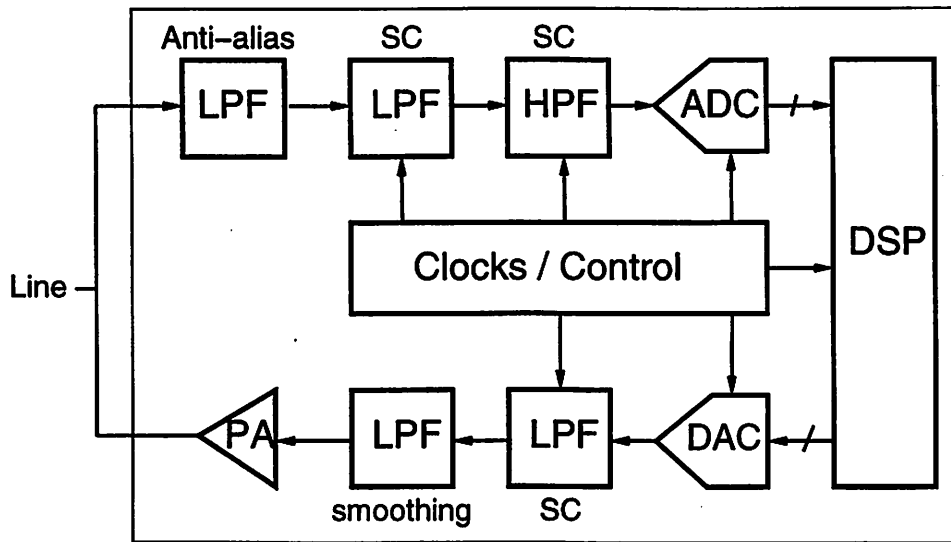 Anti-alias
SC
SC
LPF
LPF
HPF
ADC
DSP
Clocks / Control
Line
PA
LPF
LPF
DAC
smoothing
SC